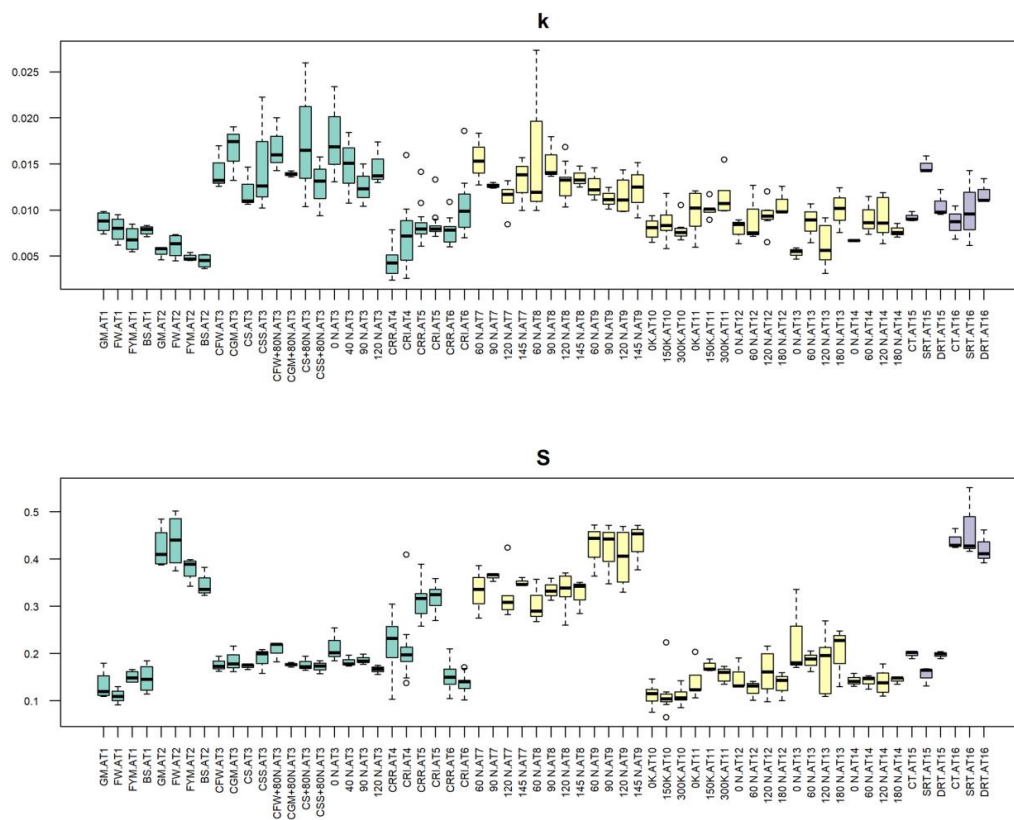 k
0.025
0.020
0.015
0.010
0.005
GM.AT1
FW.AT1
FYM.AT1
BS.AT1
GM.AT2
FW.AT2
FYM.AT2
BS.AT2
CFW.AT3
CGM.AT3
CS.AT3
CSS.AT3
CFW+80N.AT3
CGM+80N.AT3
CS+80N.AT3
CSS+80N.AT3
0 N.AT3
40 N.AT3
90 N.AT3
120 N.AT3
CRR.AT4
CRI.AT4
CRR.AT5
CRI.AT5
CRR.AT6
CRI.AT6
60 N.AT7
90 N.AT7
120 N.AT7
145 N.AT7
60 N.AT8
90 N.AT8
120 N.AT8
145 N.AT8
60 N.AT9
90 N.AT9
120 N.AT9
145 N.AT9
0K.AT10
150K.AT10
300K.AT10
0K.AT11
150K.AT11
300K.AT11
0 N.AT12
60 N.AT12
120 N.AT12
180 N.AT12
0 N.AT13
60 N.AT13
120 N.AT13
180 N.AT13
0 N.AT14
60 N.AT14
120 N.AT14
180 N.AT14
CT.AT15
SRT.AT15
DRT.AT15
CT.AT16
SRT.AT16
DRT.AT16
S
0.5
0.4
0.3
0.2
0.1
GM.AT1
FW.AT1
FYM.AT1
BS.AT1
GM.AT2
FW.AT2
FYM.AT2
BS.AT2
CFW.AT3
CGM.AT3
CS.AT3
CSS.AT3
CFW+80N.AT3
CGM+80N.AT3
CS+80N.AT3
CSS+80N.AT3
0 N.AT3
40 N.AT3
90 N.AT3
120 N.AT3
CRR.AT4
CRI.AT4
CRR.AT5
CRI.AT5
CRR.AT6
CRI.AT6
60 N.AT7
90 N.AT7
120 N.AT7
145 N.AT7
60 N.AT8
90 N.AT8
120 N.AT8
145 N.AT8
60 N.AT9
90 N.AT9
120 N.AT9
145 N.AT9
0K.AT10
150K.AT10
300K.AT10
0K.AT11
150K.AT11
300K.AT11
0 N.AT12
60 N.AT12
120 N.AT12
180 N.AT12
0 N.AT13
60 N.AT13
120 N.AT13
180 N.AT13
0 N.AT14
60 N.AT14
120 N.AT14
180 N.AT14
CT.AT15
SRT.AT15
DRT.AT15
CT.AT16
SRT.AT16
DRT.AT16